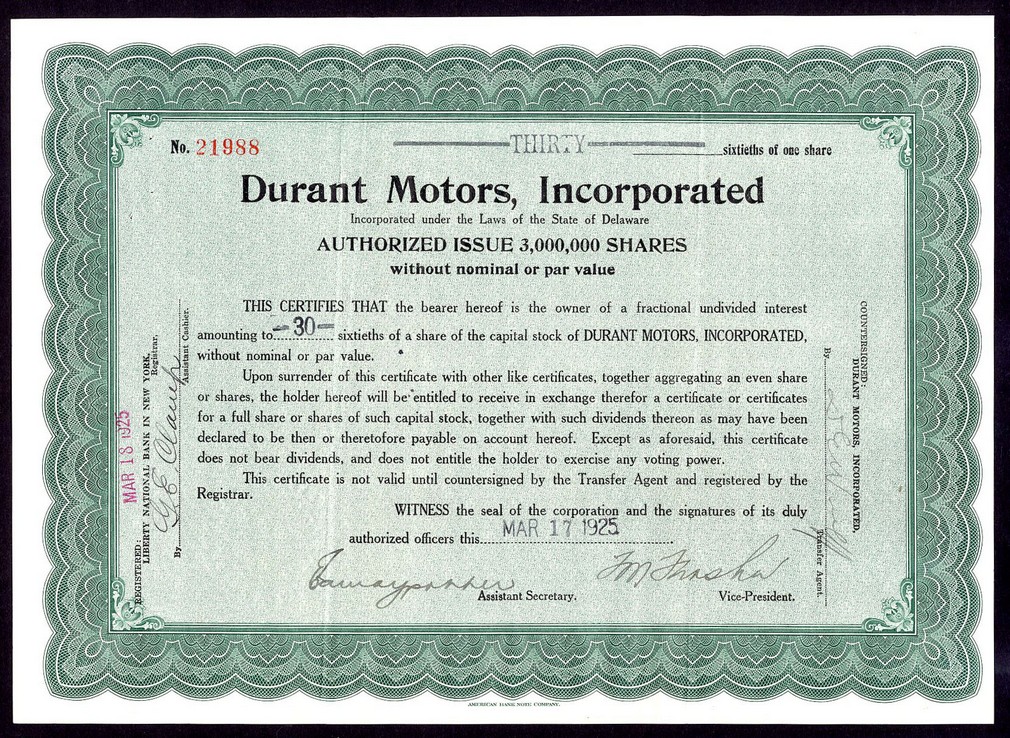 No. 21988
THIRTY sixtieths of one share
Durant Motors, Incorporated
Incorporated under the Laws of the State of Delaware
AUTHORIZED ISSUE 3,000,000 SHARES
without nominal or par value
THIS CERTIFIES THAT the bearer hereof is the owner of a fractional undivided interest
amounting to -30- sixtieths of a share of the capital stock of DURANT MOTORS, INCORPORATED,
without nominal or par value.
Upon surrender of this certificate with other like certificates, together aggregating an even share
or shares, the holder hereof will be entitled to receive in exchange therefor a certificate or certificates
for a full share or shares of such capital stock, together with such dividends thereon as may have been
declared to be then or theretofore payable on account hereof. Except as aforesaid, this certificate
does not bear dividends, and does not entitle the holder to exercise any voting power.
This certificate is not valid until countersigned by the Transfer Agent and registered by the
Registrar.
WITNESS the seal of the corporation and the signatures of its duly
authorized officers this MAR 17 1925
Assistant Secretary.
Vice-President.
MAR 18 1925
REGISTERED:
LIBERTY NATIONAL BANK IN NEW YORK,
Registrar.
By
Assistant Cashier.
COUNTERSIGNED:
DURANT MOTORS, INCORPORATED,
By
Transfer Agent.
AMERICAN BANK NOTE COMPANY.